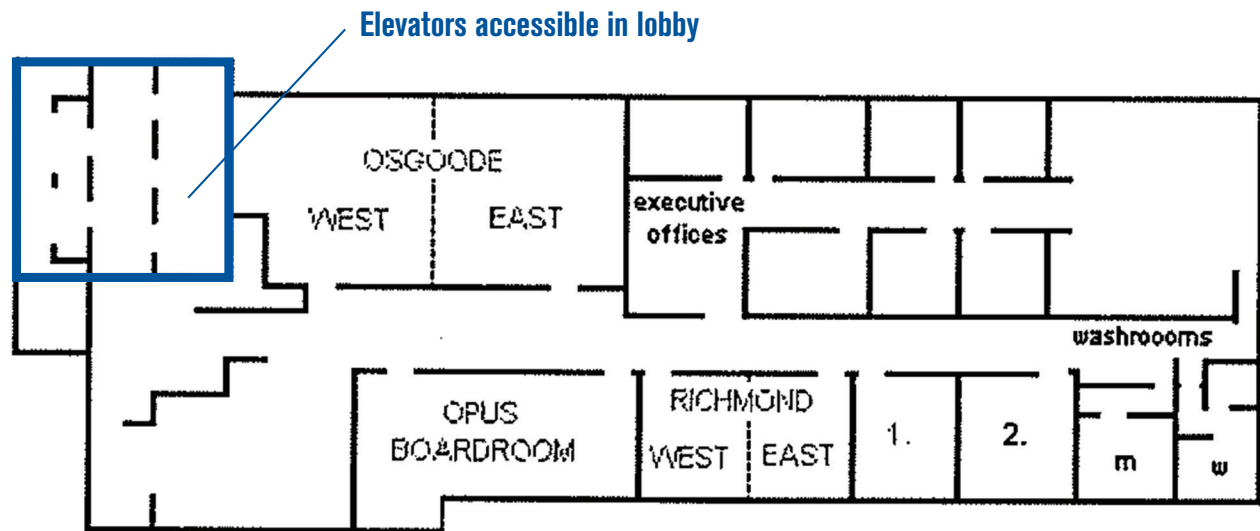 Elevators accessible in lobby
OSGOODE
WEST
EAST
executive
offices
washroooms
OPUS
BOARDROOM
RICHMOND
WEST
EAST
1.
2.
m
w